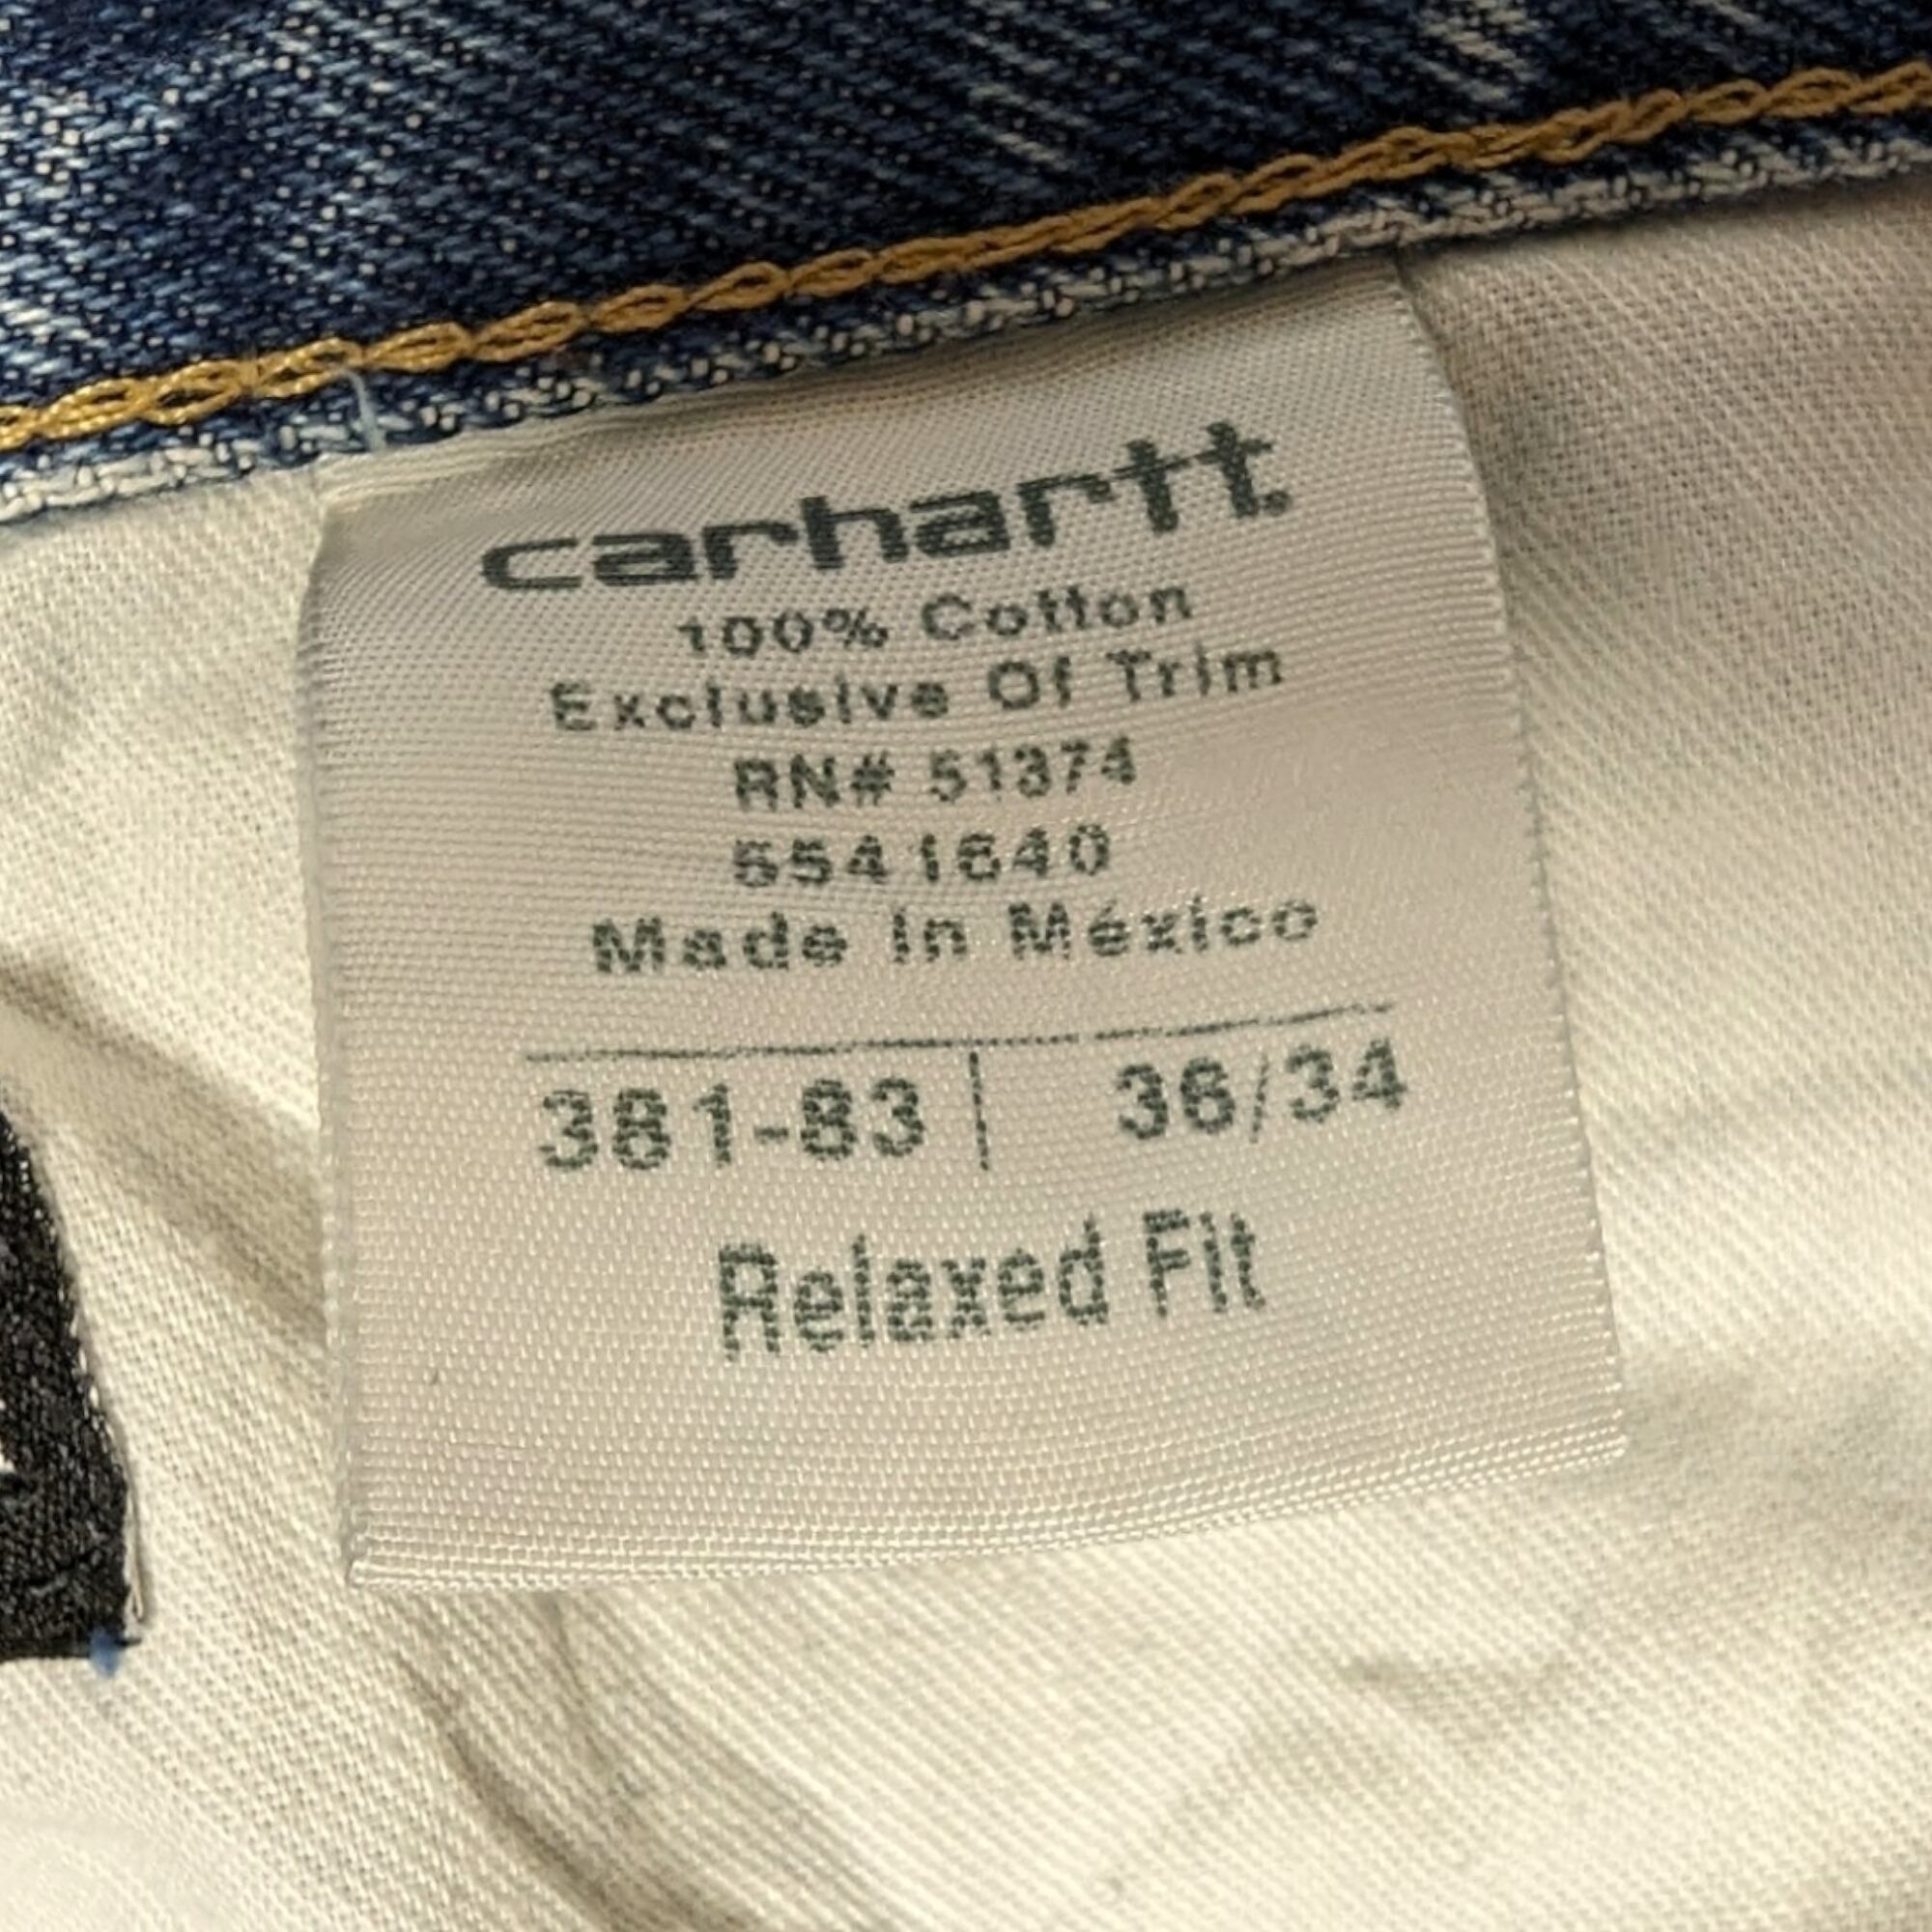 carhartt
100% Cotton
Exclusive Of Trim
RN# 51374
5541640
Made In México
381-83 | 36/34
Relaxed Fit